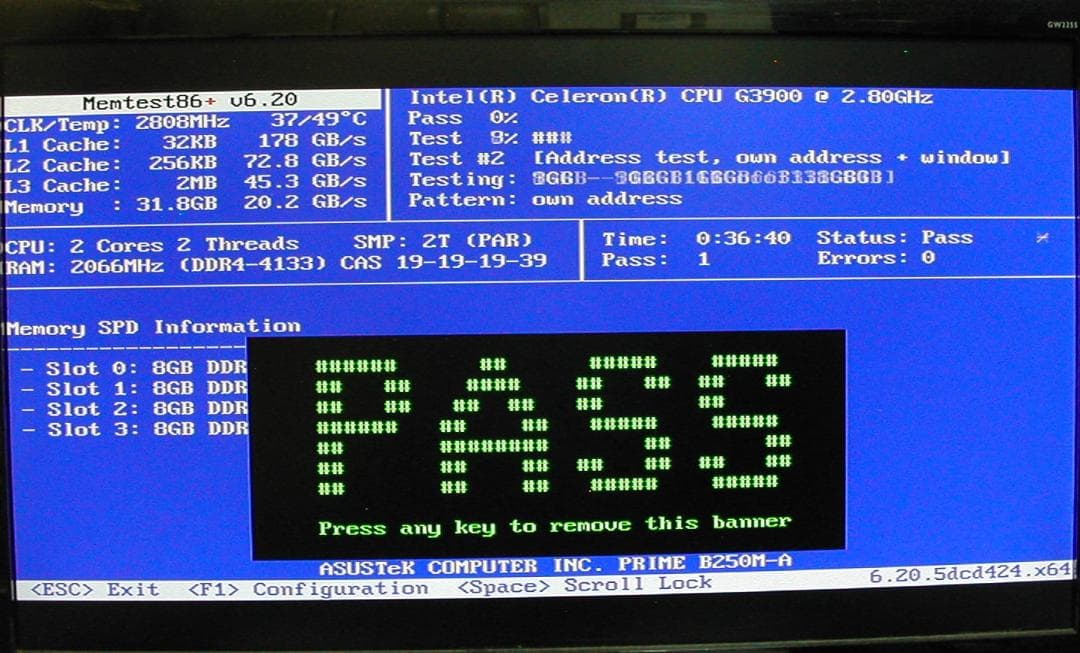 GW2255
Memtest86+ v6.20
Intel(R) Celeron(R) CPU G3900 @ 2.80GHz
CLK/Temp: 2808MHz 37/49°C
Pass 0%
L1 Cache: 32KB 178 GB/s
Test 9% ###
L2 Cache: 256KB 72.8 GB/s
Test #2 [Address test, own address + window]
L3 Cache: 2MB 45.3 GB/s
Testing:
Memory : 31.8GB 20.2 GB/s
Pattern: own address
CPU: 2 Cores 2 Threads SMP: 2T (PAR)
Time: 0:36:40 Status: Pass
RAM: 2066MHz (DDR4-4133) CAS 19-19-19-39
Pass: 1 Errors: 0
Memory SPD Information
- Slot 0: 8GB DDR
- Slot 1: 8GB DDR
- Slot 2: 8GB DDR
- Slot 3: 8GB DDR
PASS
Press any key to remove this banner
ASUSTeK COMPUTER INC. PRIME B250M-A
<ESC> Exit <F1> Configuration <Space> Scroll Lock 6.20.5dcd424.x64